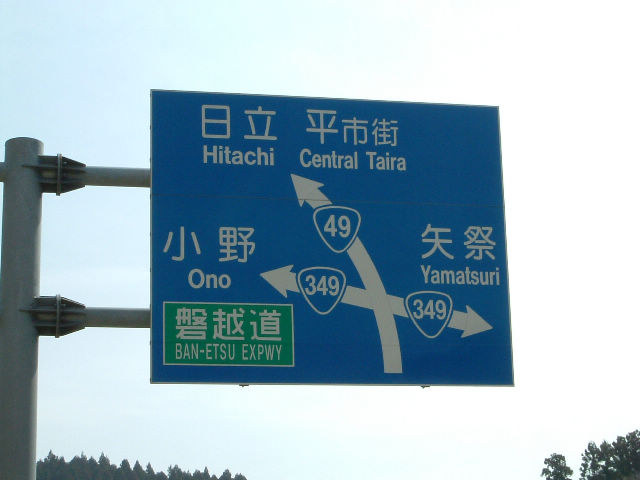 日立 平市街
Hitachi Central Taira
49
小野 矢祭
Ono Yamatsuri
349 349
磐越道
BAN-ETSU EXPWY